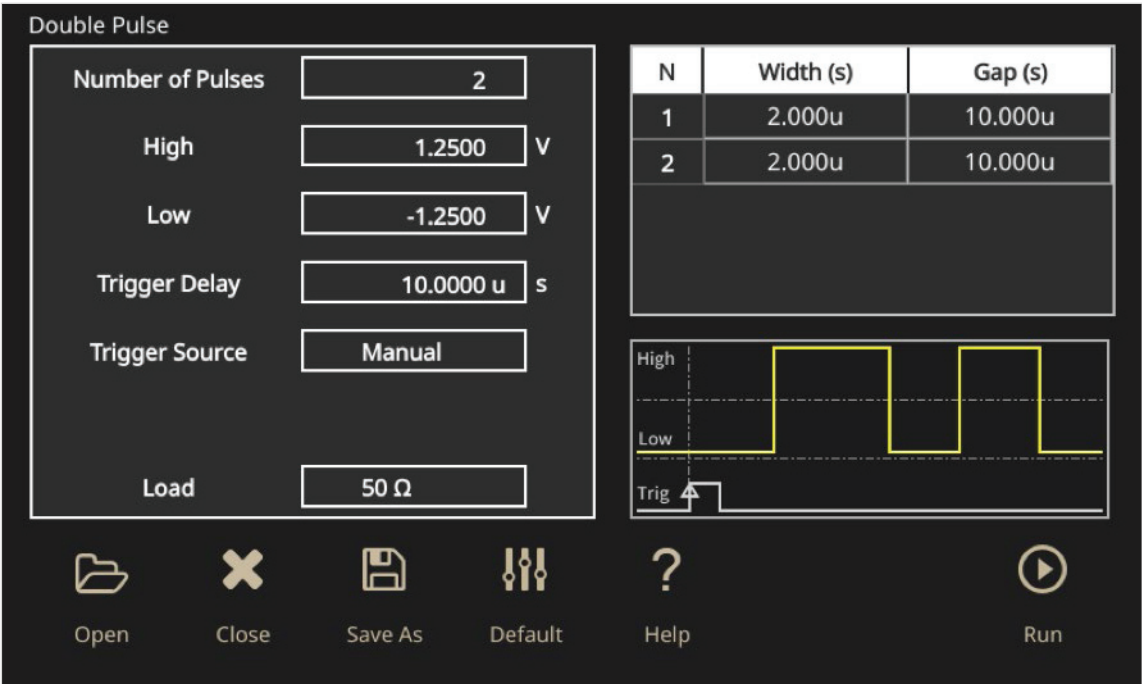 Double Pulse
Number of Pulses 2
High 1.2500 V
Low -1.2500 V
Trigger Delay 10.0000 u s
Trigger Source Manual
Load 50 Ω
N Width (s) Gap (s)
1 2.000u 10.000u
2 2.000u 10.000u
High
Low
Trig
Open Close Save As Default Help Run